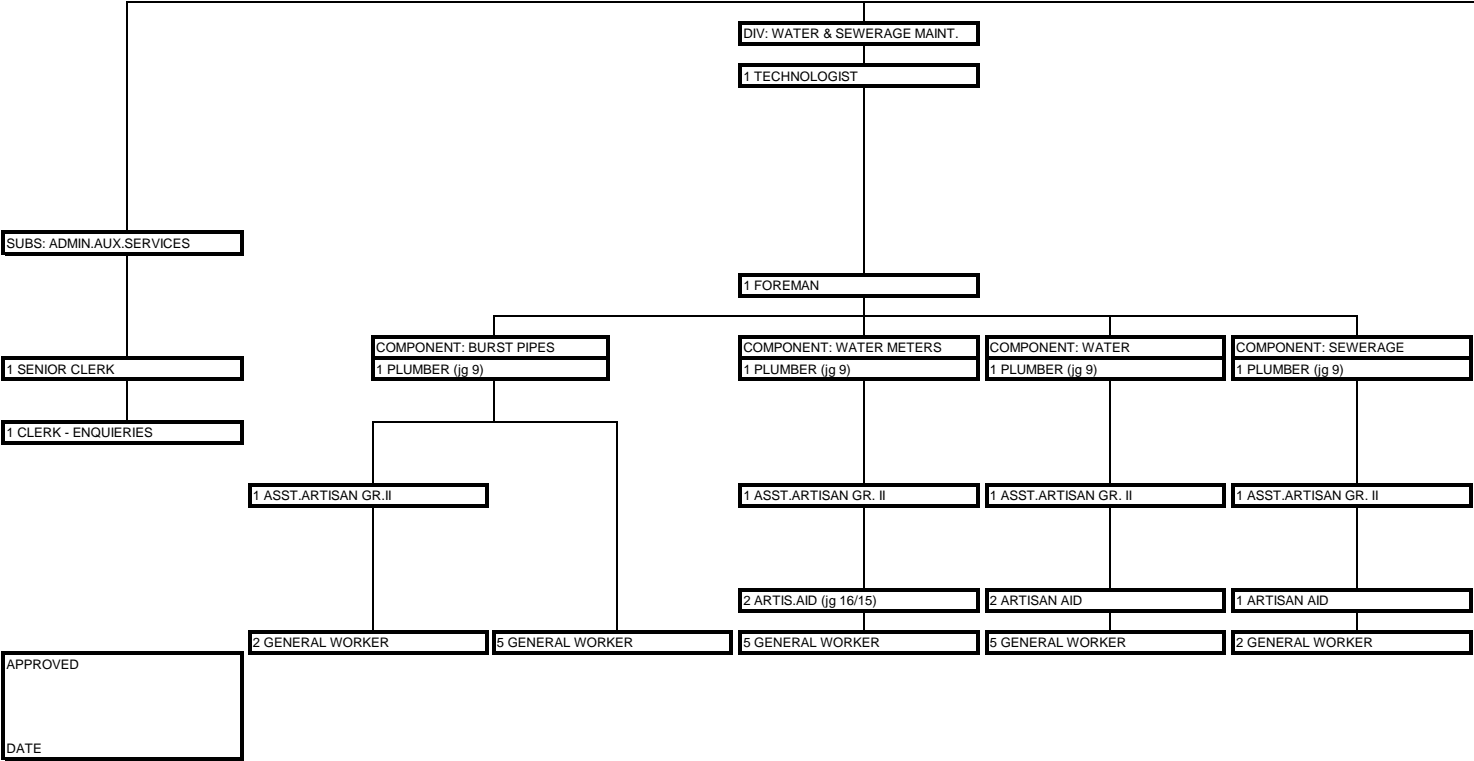 DIV: WATER & SEWERAGE MAINT.
1 TECHNOLOGIST
SUBS: ADMIN.AUX.SERVICES
1 FOREMAN
COMPONENT: BURST PIPES
COMPONENT: WATER METERS
COMPONENT: WATER
COMPONENT: SEWERAGE
1 SENIOR CLERK
1 PLUMBER (jg 9)
1 PLUMBER (jg 9)
1 PLUMBER (jg 9)
1 PLUMBER (jg 9)
1 CLERK - ENQUIERIES
1 ASST.ARTISAN GR.II
1 ASST.ARTISAN GR. II
1 ASST.ARTISAN GR. II
1 ASST.ARTISAN GR. II
2 ARTIS.AID (jg 16/15)
2 ARTISAN AID
1 ARTISAN AID
2 GENERAL WORKER
5 GENERAL WORKER
5 GENERAL WORKER
5 GENERAL WORKER
2 GENERAL WORKER
APPROVED
DATE